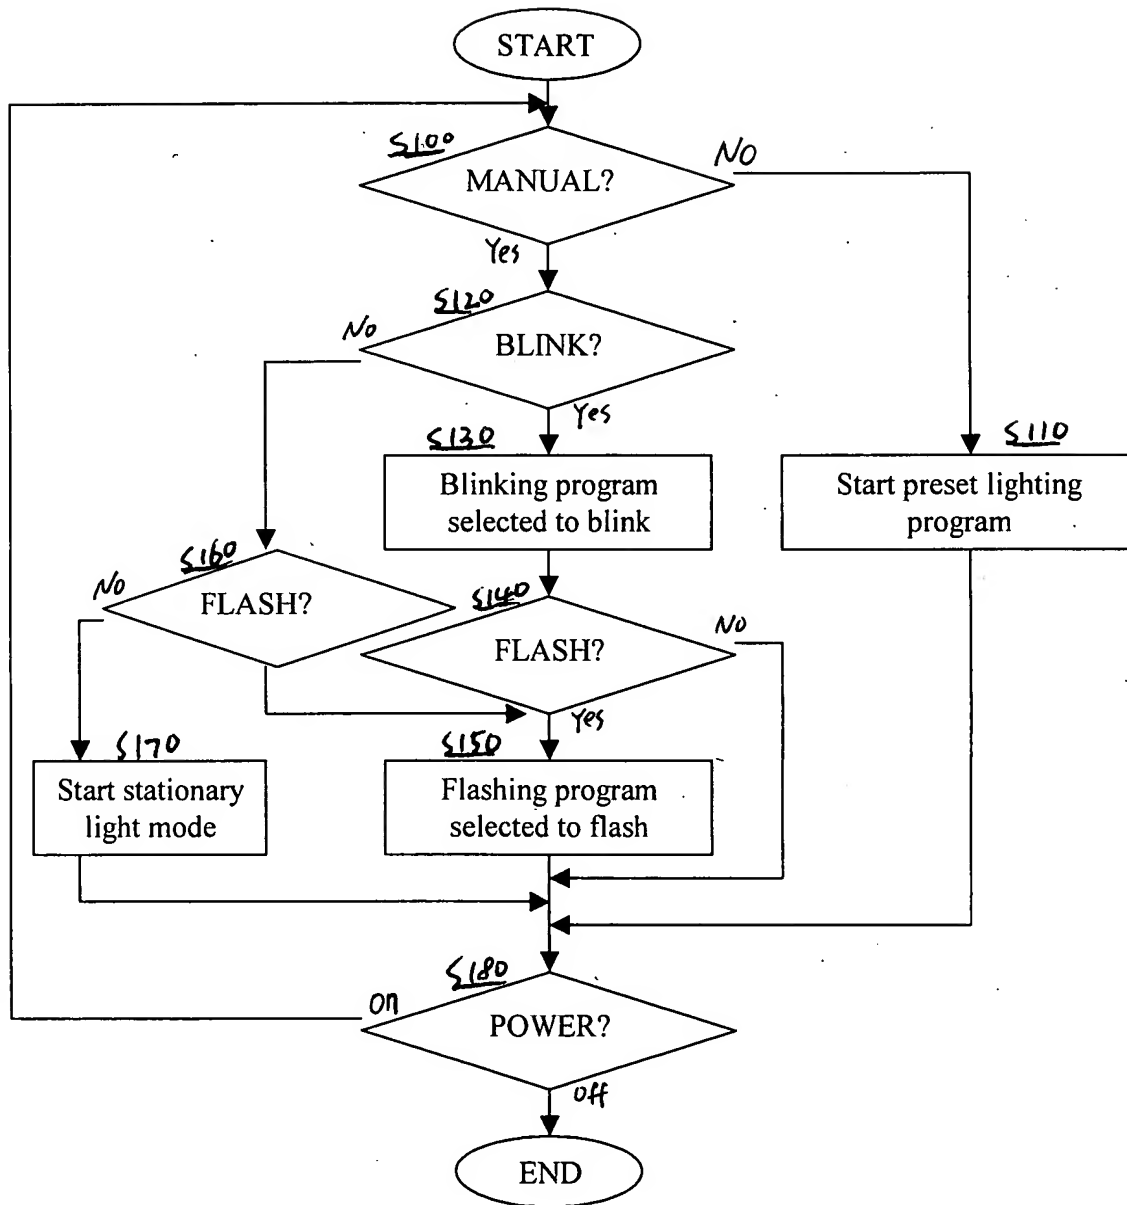 START
S100
MANUAL?
NO
Yes
S120
No
BLINK?
Yes
S130
Blinking program
selected to blink
S110
Start preset lighting
program
S160
No
FLASH?
S140
FLASH?
No
Yes
S170
Start stationary
light mode
S150
Flashing program
selected to flash
S180
on
POWER?
off
END